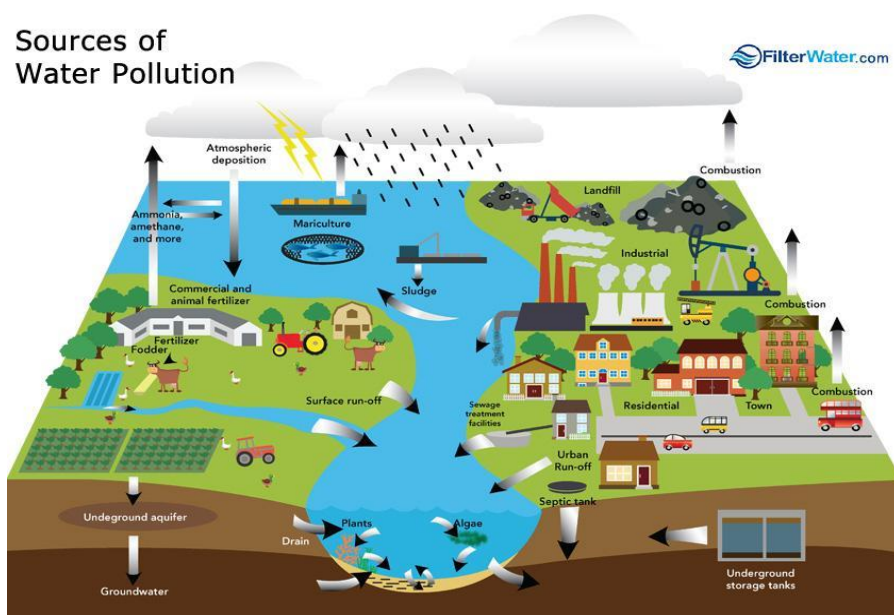 Sources of
Water Pollution
FilterWater.com
Atmospheric
deposition
Combustion
Landfill
Ammonia,
amethane,
and more
Mariculture
Industrial
Sludge
Commercial and
animal fertilizer
Combustion
Fertilizer
Fodder
Surface run-off
Sewage
treatment
facilities
Residential
Town
Combustion
Urban
Run-off
Septic tank
Undeground aquifer
Plants
Algae
Drain
Groundwater
Underground
storage tanks